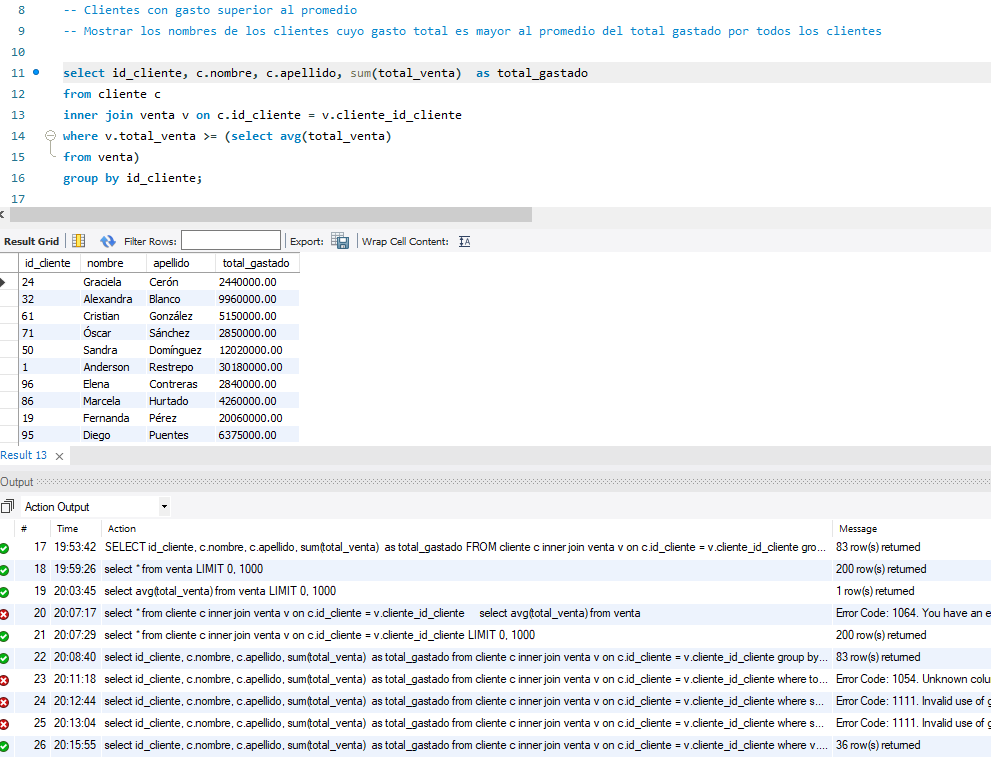 8 -- Clientes con gasto superior al promedio
9 -- Mostrar los nombres de los clientes cuyo gasto total es mayor al promedio del total gastado por todos los clientes
10
11 select id_cliente, c.nombre, c.apellido, sum(total_venta)  as total_gastado
12 from cliente c
13 inner join venta v on c.id_cliente = v.cliente_id_cliente
14 where v.total_venta >= (select avg(total_venta)
15 from venta)
16 group by id_cliente;
17
Result Grid Filter Rows: Export: Wrap Cell Content:
id_cliente nombre apellido total_gastado
24 Graciela Cerón 2440000.00
32 Alexandra Blanco 9960000.00
61 Cristian González 5150000.00
71 Óscar Sánchez 2850000.00
50 Sandra Domínguez 12020000.00
1 Anderson Restrepo 30180000.00
96 Elena Contreras 2840000.00
86 Marcela Hurtado 4260000.00
19 Fernanda Pérez 20060000.00
95 Diego Puentes 6375000.00
Result 13
Output
Action Output
# Time Action Message
17 19:53:42 SELECT id_cliente, c.nombre, c.apellido, sum(total_venta)  as total_gastado FROM cliente c inner join venta v on c.id_cliente = v.cliente_id_cliente gro... 83 row(s) returned
18 19:59:26 select * from venta LIMIT 0, 1000 200 row(s) returned
19 20:03:45 select avg(total_venta) from venta LIMIT 0, 1000 1 row(s) returned
20 20:07:17 select * from cliente c inner join venta v on c.id_cliente = v.cliente_id_cliente select avg(total_venta) from venta Error Code: 1064. You have an e
21 20:07:29 select * from cliente c inner join venta v on c.id_cliente = v.cliente_id_cliente LIMIT 0, 1000 200 row(s) returned
22 20:08:40 select id_cliente, c.nombre, c.apellido, sum(total_venta)  as total_gastado from cliente c inner join venta v on c.id_cliente = v.cliente_id_cliente group by... 83 row(s) returned
23 20:11:18 select id_cliente, c.nombre, c.apellido, sum(total_venta)  as total_gastado from cliente c inner join venta v on c.id_cliente = v.cliente_id_cliente where to... Error Code: 1054. Unknown colu
24 20:12:44 select id_cliente, c.nombre, c.apellido, sum(total_venta)  as total_gastado from cliente c inner join venta v on c.id_cliente = v.cliente_id_cliente where s... Error Code: 1111. Invalid use of g
25 20:13:04 select id_cliente, c.nombre, c.apellido, sum(total_venta)  as total_gastado from cliente c inner join venta v on c.id_cliente = v.cliente_id_cliente where s... Error Code: 1111. Invalid use of g
26 20:15:55 select id_cliente, c.nombre, c.apellido, sum(total_venta)  as total_gastado from cliente c inner join venta v on c.id_cliente = v.cliente_id_cliente where v.... 36 row(s) returned